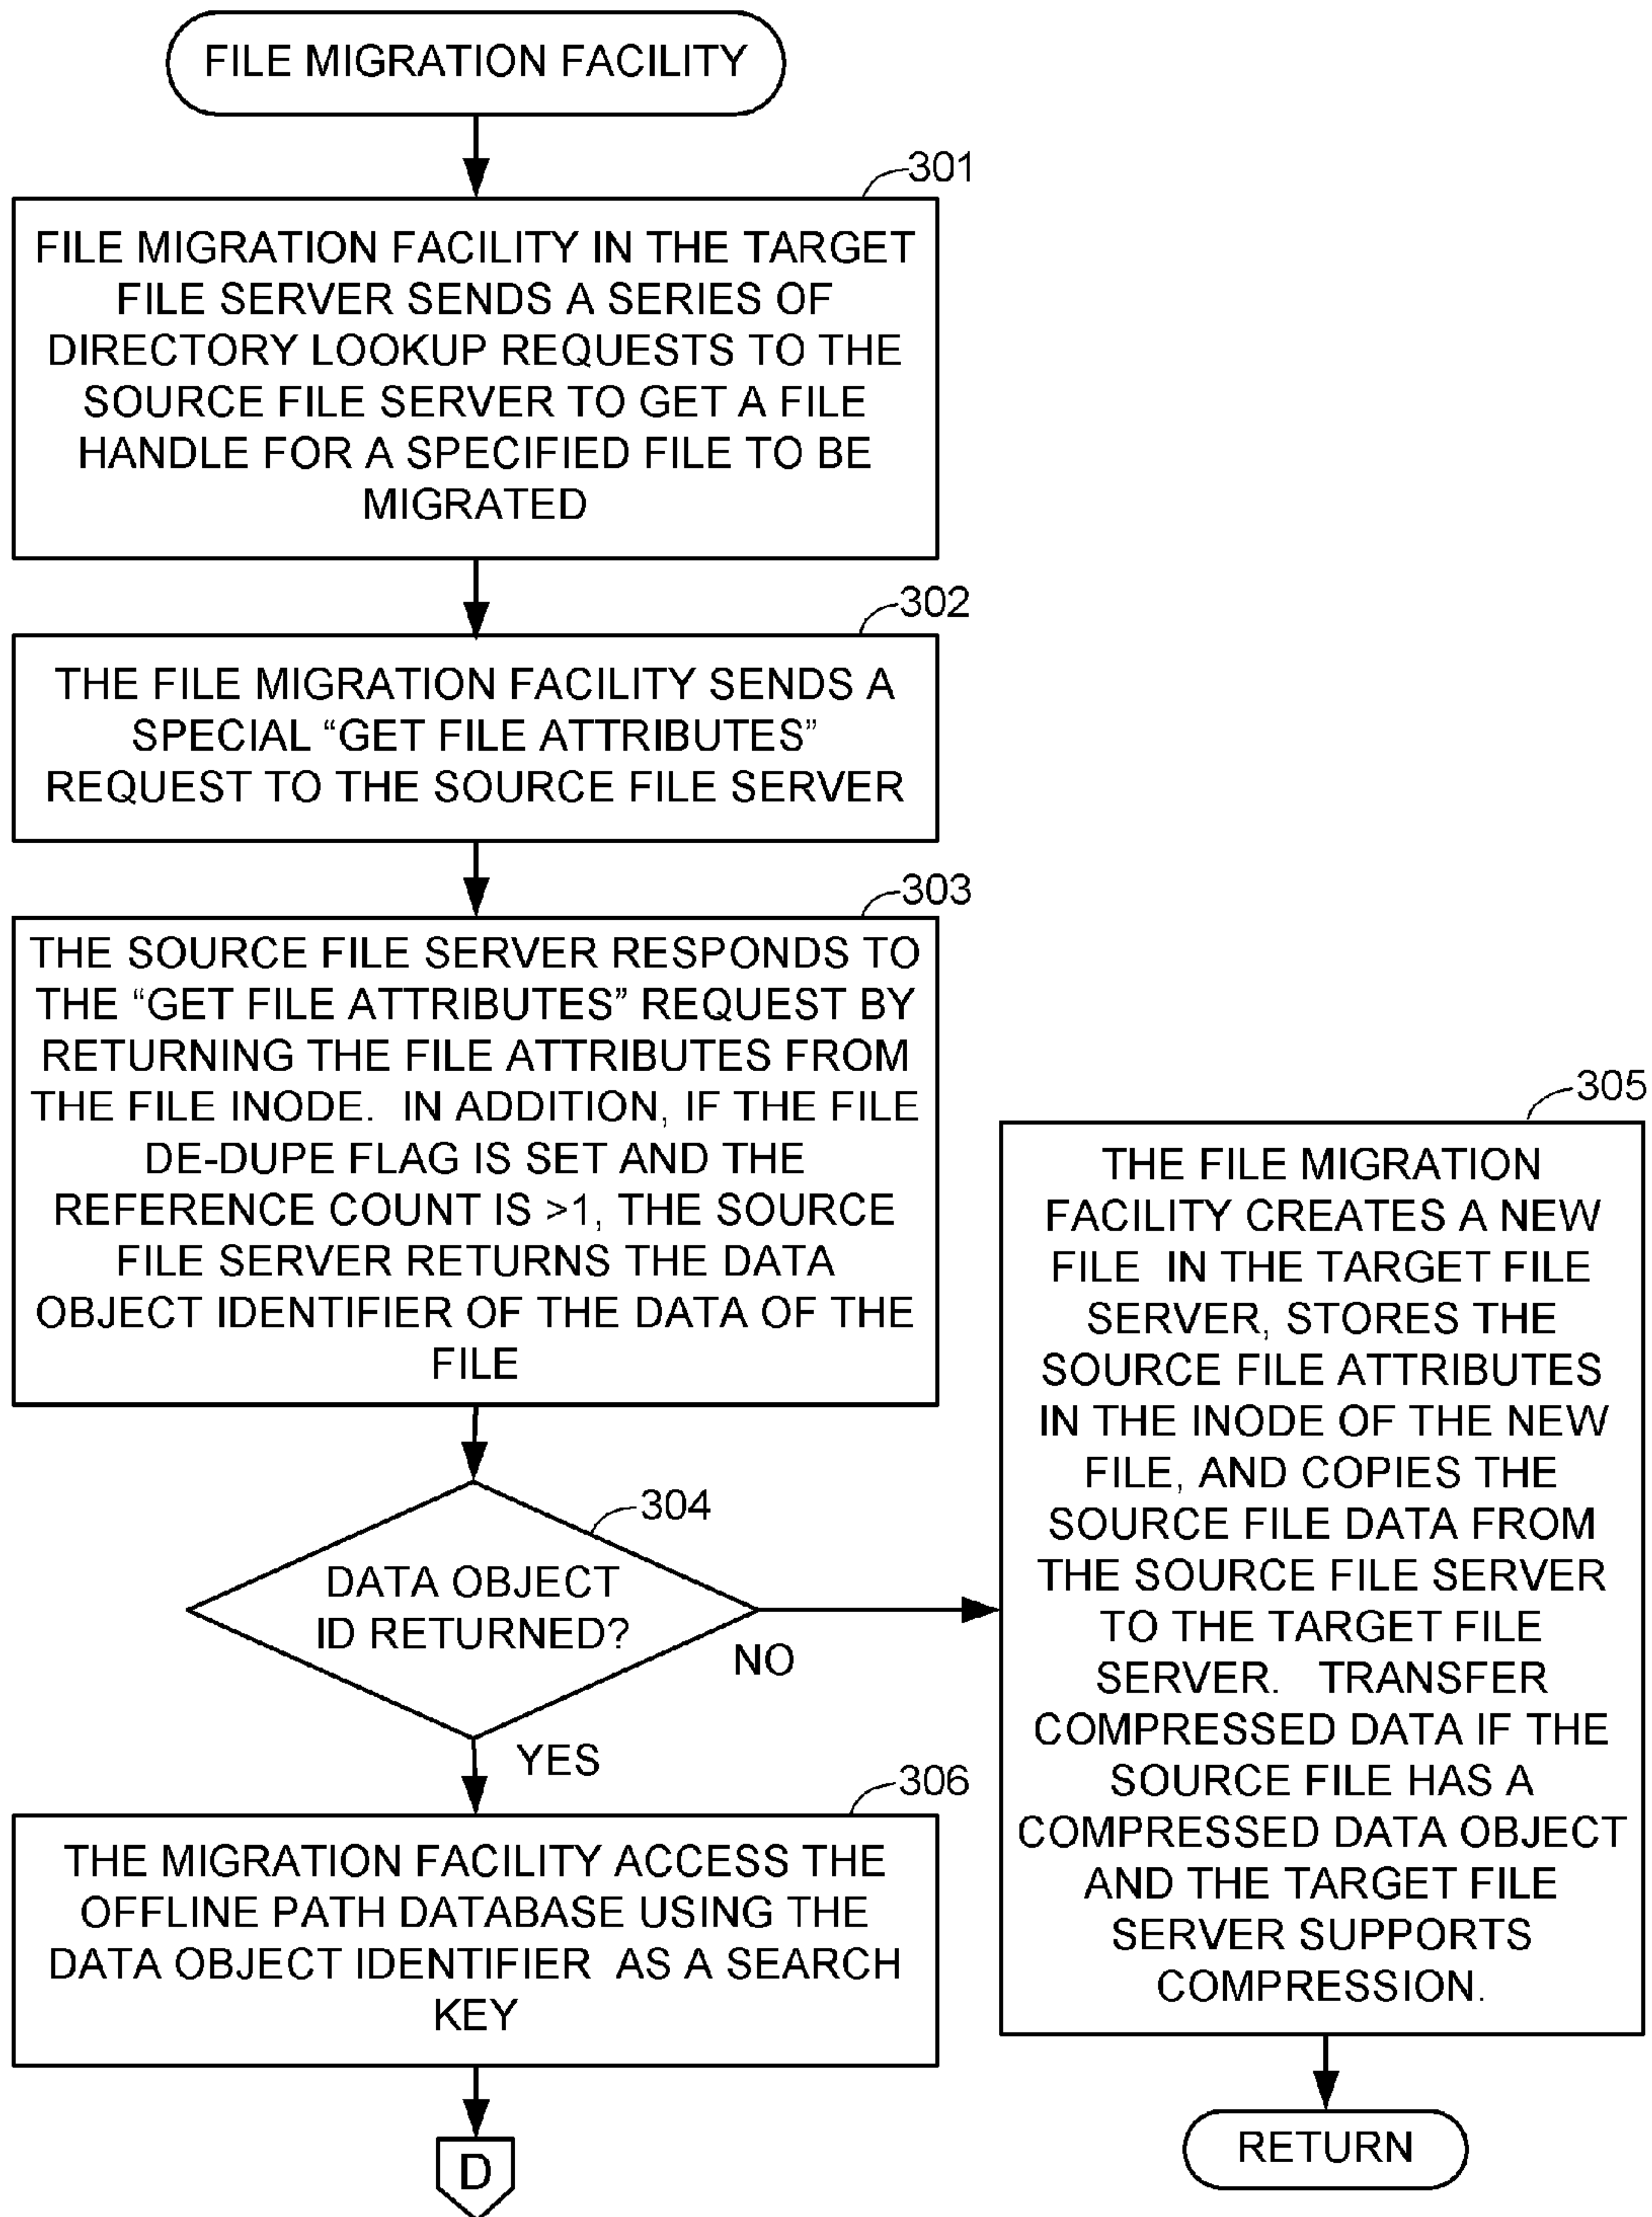 FILE MIGRATION FACILITY
301
FILE MIGRATION FACILITY IN THE TARGET
FILE SERVER SENDS A SERIES OF
DIRECTORY LOOKUP REQUESTS TO THE
SOURCE FILE SERVER TO GET A FILE
HANDLE FOR A SPECIFIED FILE TO BE
MIGRATED
302
THE FILE MIGRATION FACILITY SENDS A
SPECIAL “GET FILE ATTRIBUTES”
REQUEST TO THE SOURCE FILE SERVER
303
THE SOURCE FILE SERVER RESPONDS TO
THE “GET FILE ATTRIBUTES” REQUEST BY
RETURNING THE FILE ATTRIBUTES FROM
THE FILE INODE. IN ADDITION, IF THE FILE
DE-DUPE FLAG IS SET AND THE
REFERENCE COUNT IS >1, THE SOURCE
FILE SERVER RETURNS THE DATA
OBJECT IDENTIFIER OF THE DATA OF THE
FILE
304
DATA OBJECT
ID RETURNED?
NO
YES
305
THE FILE MIGRATION
FACILITY CREATES A NEW
FILE IN THE TARGET FILE
SERVER, STORES THE
SOURCE FILE ATTRIBUTES
IN THE INODE OF THE NEW
FILE, AND COPIES THE
SOURCE FILE DATA FROM
THE SOURCE FILE SERVER
TO THE TARGET FILE
SERVER. TRANSFER
COMPRESSED DATA IF THE
SOURCE FILE HAS A
COMPRESSED DATA OBJECT
AND THE TARGET FILE
SERVER SUPPORTS
COMPRESSION.
RETURN
306
THE MIGRATION FACILITY ACCESS THE
OFFLINE PATH DATABASE USING THE
DATA OBJECT IDENTIFIER AS A SEARCH
KEY
D